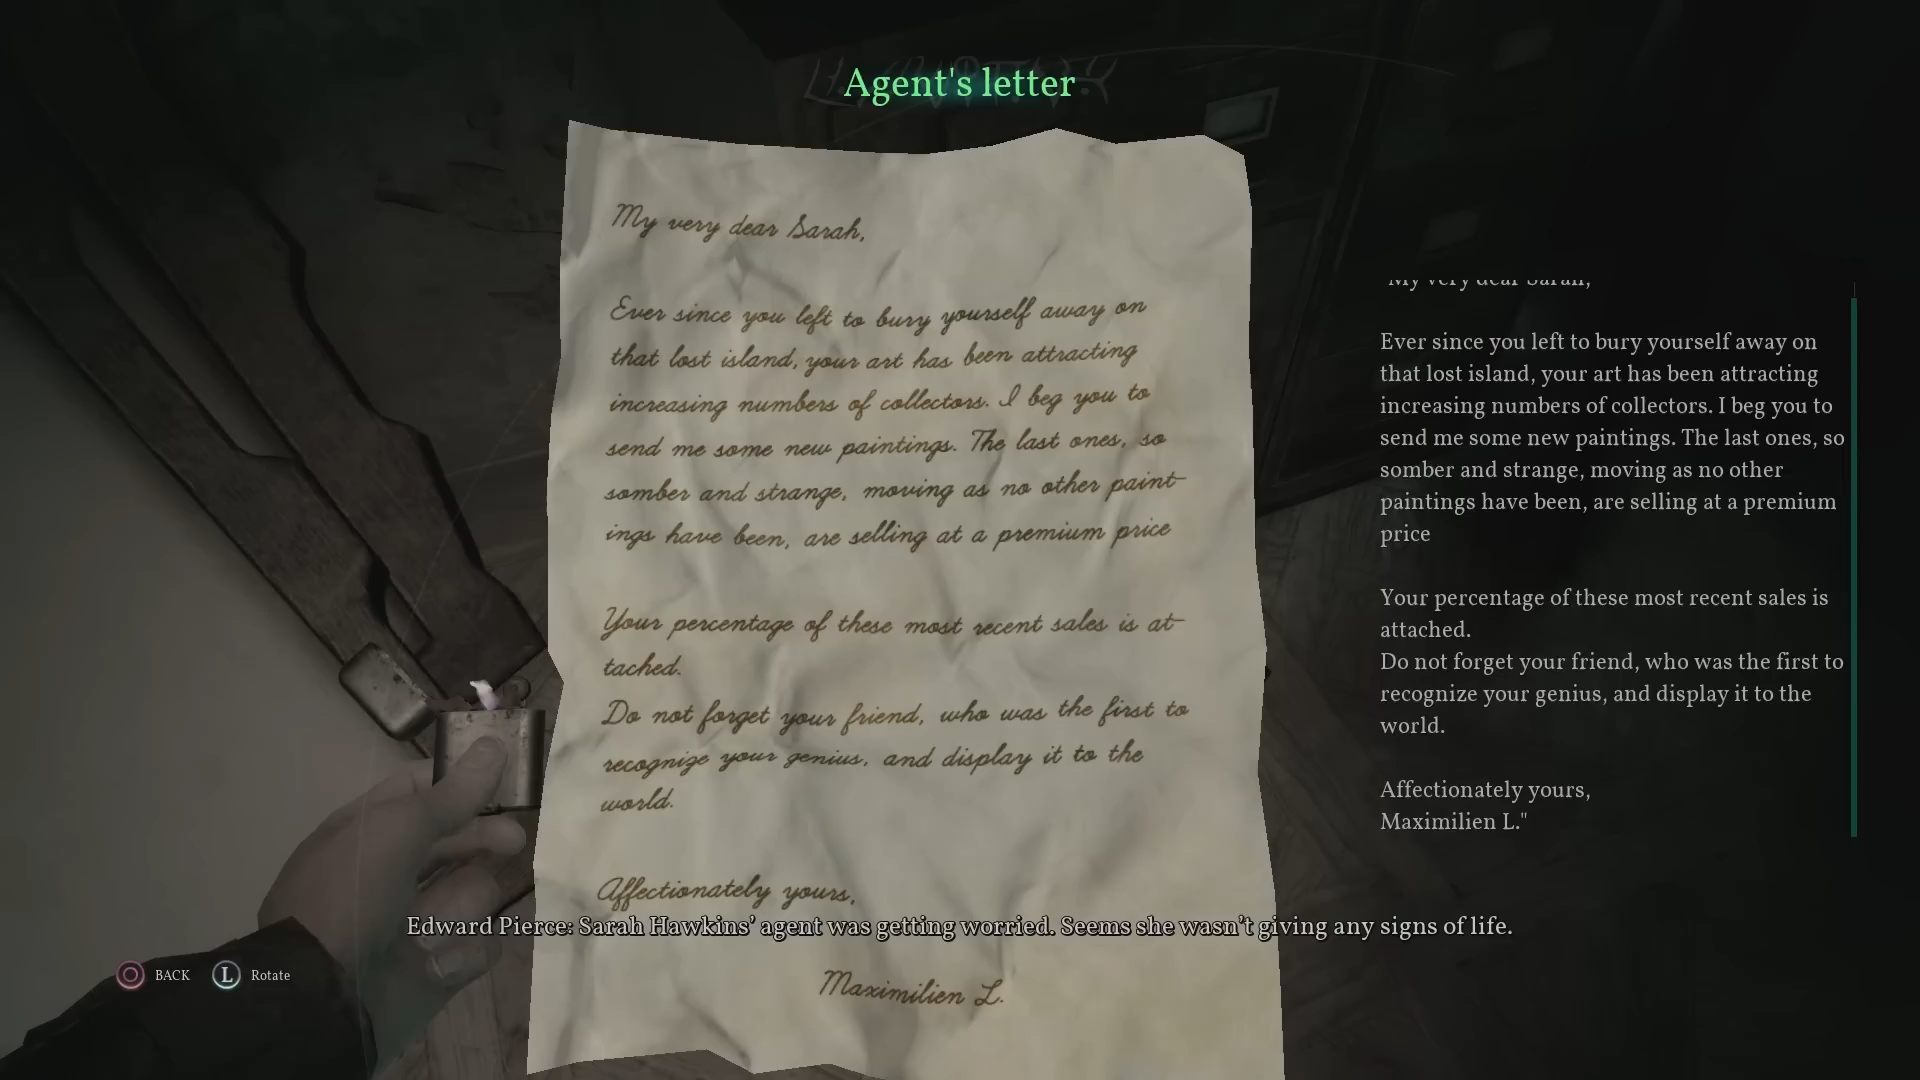 Agent's letter
My very dear Sarah,
Ever since you left to bury yourself away on
that lost island, your art has been attracting
increasing numbers of collectors. I beg you to
send me some new paintings. The last ones, so
somber and strange, moving as no other paint-
ings have been, are selling at a premium price
Your percentage of these most recent sales is at-
tached.
Do not forget your friend, who was the first to
recognize your genius, and display it to the
world.
Affectionately yours,
Maximilien L.
"My very dear Sarah,
Ever since you left to bury yourself away on
that lost island, your art has been attracting
increasing numbers of collectors. I beg you to
send me some new paintings. The last ones, so
somber and strange, moving as no other
paintings have been, are selling at a premium
price
Your percentage of these most recent sales is
attached.
Do not forget your friend, who was the first to
recognize your genius, and display it to the
world.
Affectionately yours,
Maximilien L."
Edward Pierce: Sarah Hawkins' agent was getting worried. Seems she wasn't giving any signs of life.
BACK
L Rotate